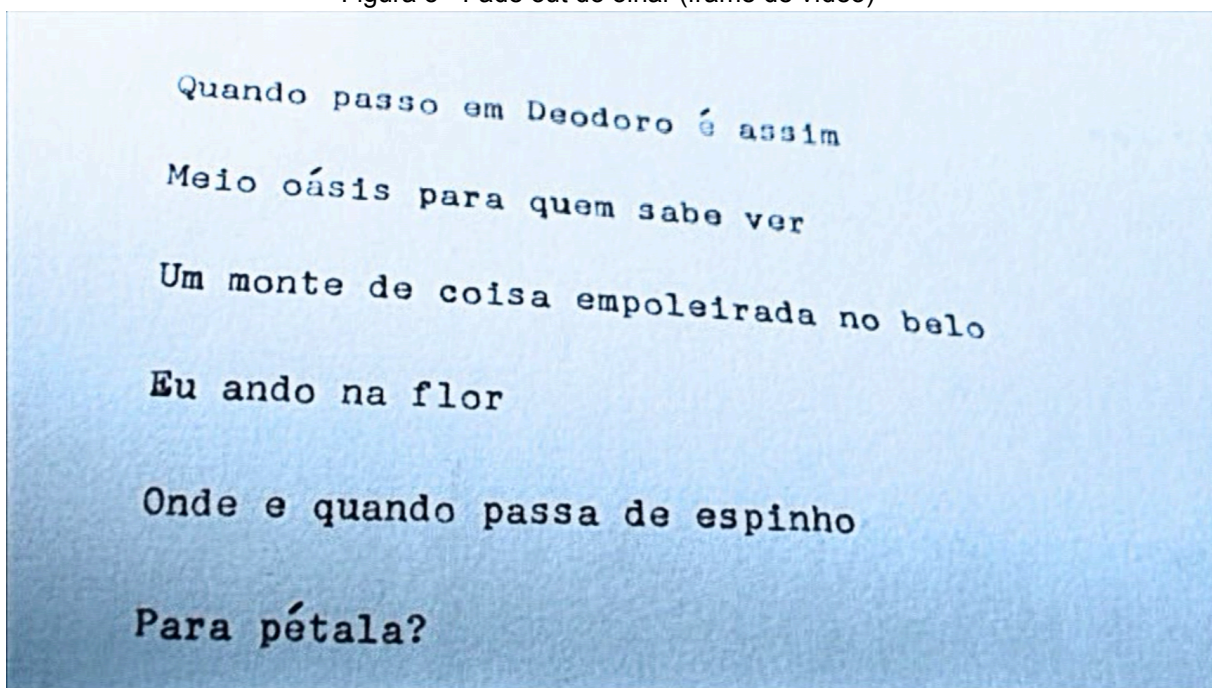 Quando passo em Deodoro é assim
Meio oásis para quem sabe ver
Um monte de coisa empoleirada no belo
Eu ando na flor
Onde e quando passa de espinho
Para pétala?